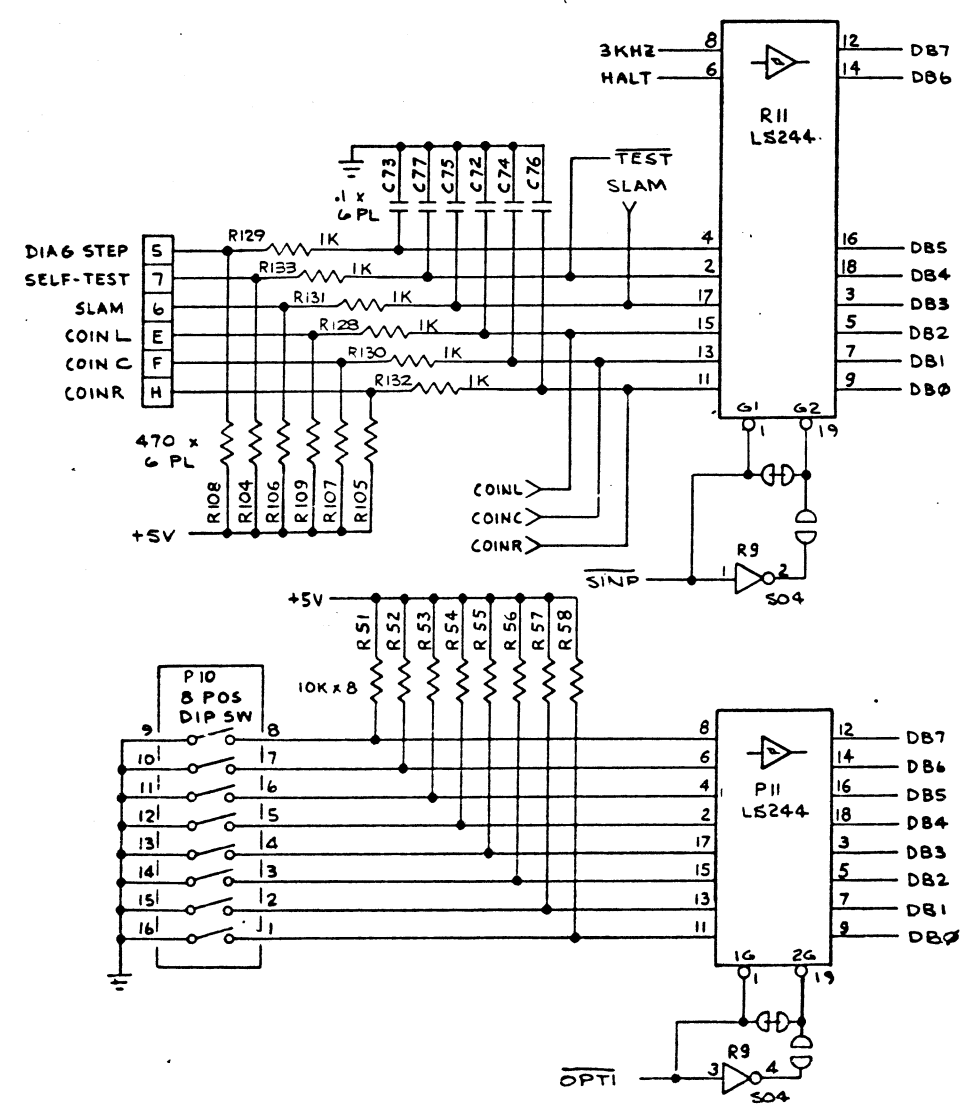 3KHZ 8 12 DB7
HALT 6 14 DB6
R11
LS244
C73 C77 C75 C72 C74 C76
TEST
SLAM
.1 x
6 PL
DIAG STEP 5 R129 1K 4 16 DB5
SELF-TEST 7 R133 1K 2 18 DB4
SLAM 6 R131 1K 17 3 DB3
COIN L E R128 1K 15 5 DB2
COIN C F R130 1K 13 7 DB1
COINR H R132 1K 11 9 DBØ
G1 G2
1 19
470 x
6 PL
R108 R104 R106 R109 R107 R105
+5V
COINL
COINC
COINR
R9
SINP 1 2
S04
+5V
R51 R52 R53 R54 R55 R56 R57 R58
10K x 8
P10
8 POS
DIP SW
9 8 8 12 DB7
10 7 6 14 DB6
11 6 4 16 DB5
P11
LS244
12 5 2 18 DB4
13 4 17 3 DB3
14 3 15 5 DB2
15 2 13 7 DB1
16 1 11 9 DBØ
1G 2G
1 19
R9
OPT1 3 4
S04